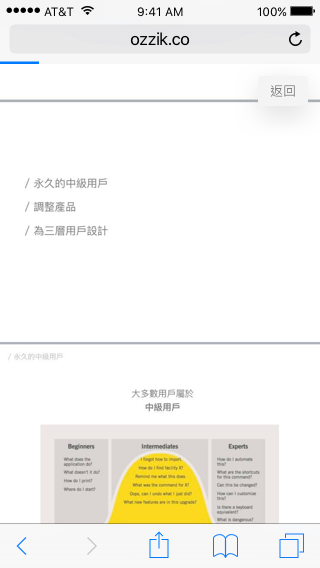 AT&T 9:41 AM 100%
ozzik.co
返回
/ 永久的中級用戶
/ 調整產品
/ 為三層用戶設計
/ 永久的中級用戶
大多數用戶屬於
中級用戶
Beginners
What does the
application do?
What doesn't it do?
How do I print?
Where do I start?
Intermediates
I forgot how to import
How do I find facility X?
Remind me what this does
What was the command for X?
Oops, can I undo what I just did?
What new features are in this upgrade?
Experts
How do I automate
this?
What are the shortcuts
for this command?
Can this be changed?
How can I customize
this?
Is there a keyboard
equivalent?
What is dangerous?